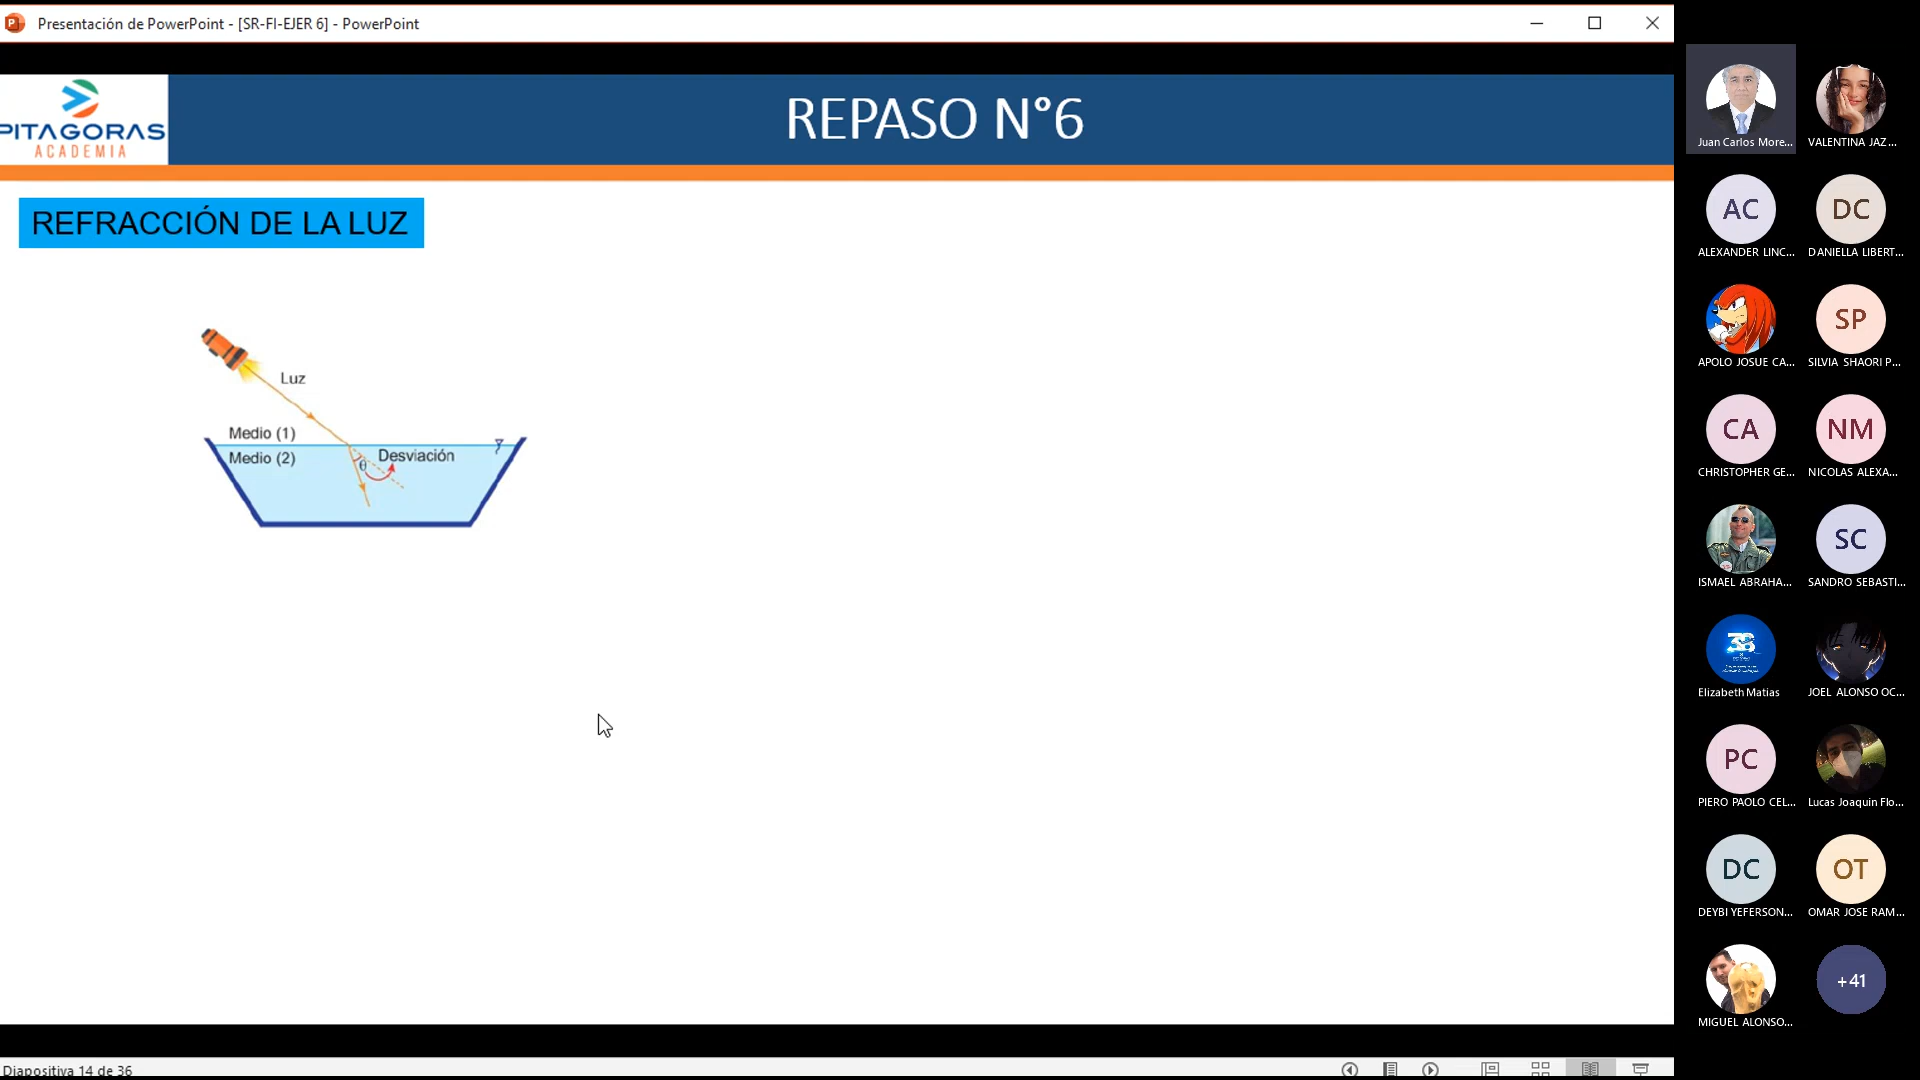 Presentación de PowerPoint - [SR-FI-EJER 6] - PowerPoint
PITAGORAS
ACADEMIA
REPASO N°6
REFRACCIÓN DE LA LUZ
Luz
Medio (1)
Medio (2)
θ
Desviación
Diapositiva 14 de 36
Juan Carlos More...
VALENTINA JAZ...
AC
ALEXANDER LINC...
DC
DANIELLA LIBERT...
APOLO JOSUE CA...
SP
SILVIA SHAORI P...
CA
CHRISTOPHER GE...
NM
NICOLAS ALEXA...
ISMAEL ABRAHA...
SC
SANDRO SEBASTI...
38
Elizabeth Matias
JOEL ALONSO OC...
PC
PIERO PAOLO CEL...
Lucas Joaquin Flo...
DC
DEYBI YEFERSON...
OT
OMAR JOSE RAM...
MIGUEL ALONSO...
+41